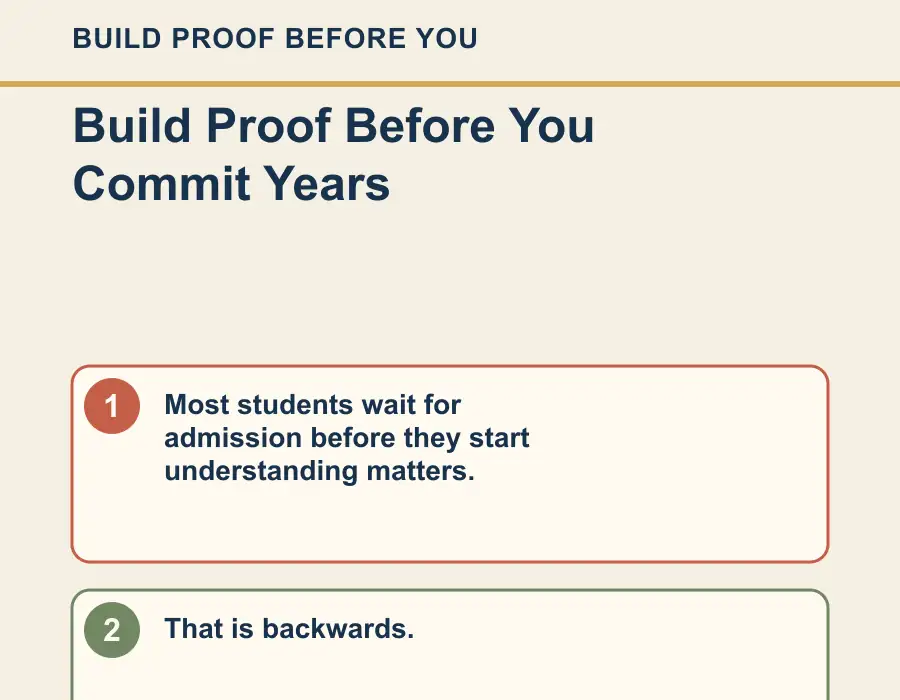 BUILD PROOF BEFORE YOU
Build Proof Before You
Commit Years
1
Most students wait for
admission before they start
understanding matters.
2
That is backwards.